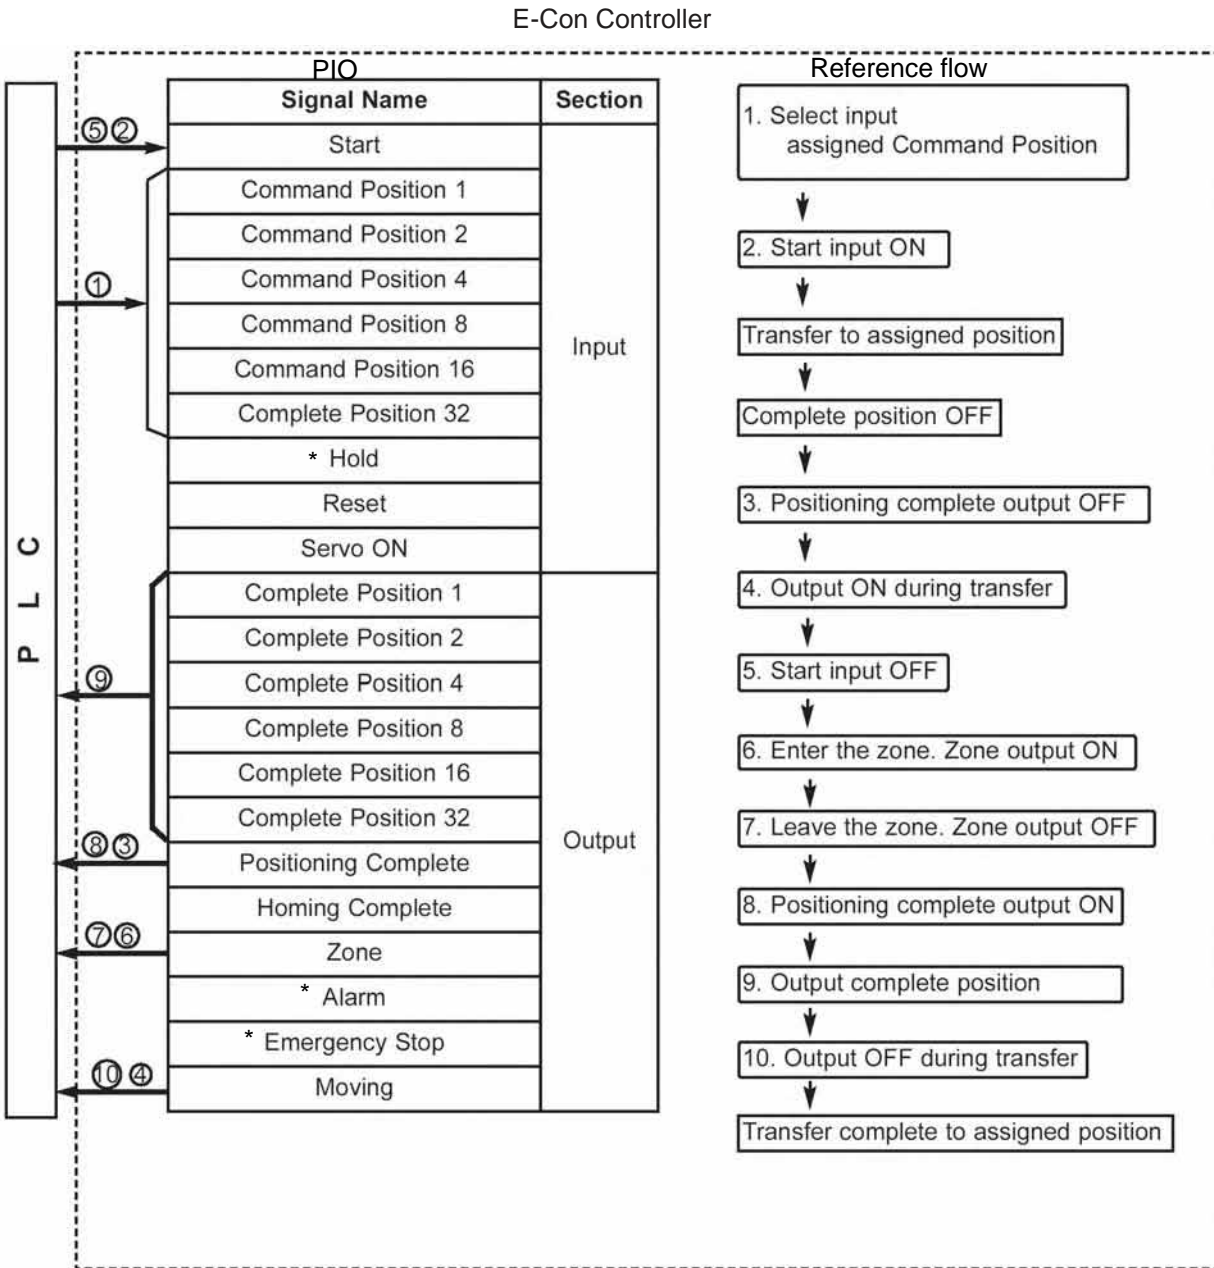 E-Con Controller
PIO
Reference flow
PLC
Signal Name Section
⑤② Start
Command Position 1
Command Position 2
① Command Position 4
Command Position 8
Input
Command Position 16
Complete Position 32
* Hold
Reset
Servo ON
Complete Position 1
Complete Position 2
⑨ Complete Position 4
Complete Position 8
Complete Position 16
Complete Position 32
Output
⑧③ Positioning Complete
Homing Complete
⑦⑥ Zone
* Alarm
* Emergency Stop
⑩④ Moving
1. Select input
assigned Command Position
2. Start input ON
Transfer to assigned position
Complete position OFF
3. Positioning complete output OFF
4. Output ON during transfer
5. Start input OFF
6. Enter the zone. Zone output ON
7. Leave the zone. Zone output OFF
8. Positioning complete output ON
9. Output complete position
10. Output OFF during transfer
Transfer complete to assigned position